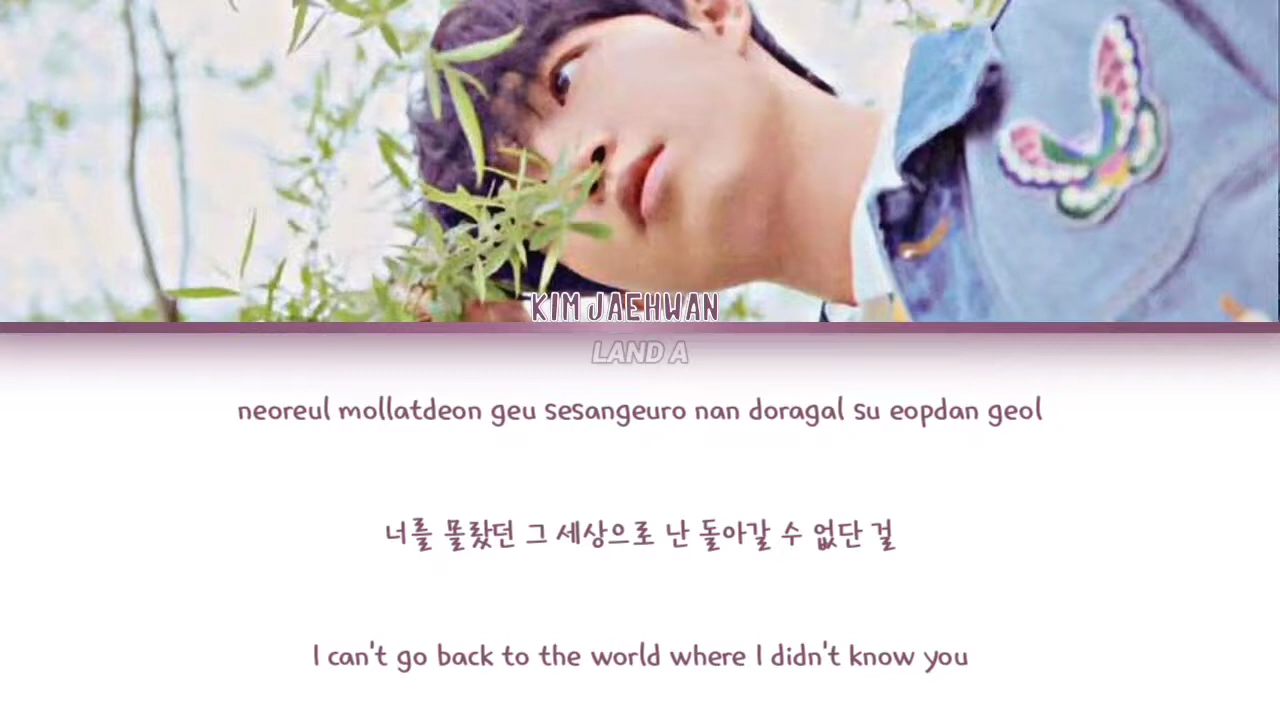 KIM JAEHWAN
LAND A
neoreul mollatdeon geu sesangeuro nan doragal su eopdan geol
너를 몰랐던 그 세상으로 난 돌아갈 수 없단 걸
I can't go back to the world where I didn't know you